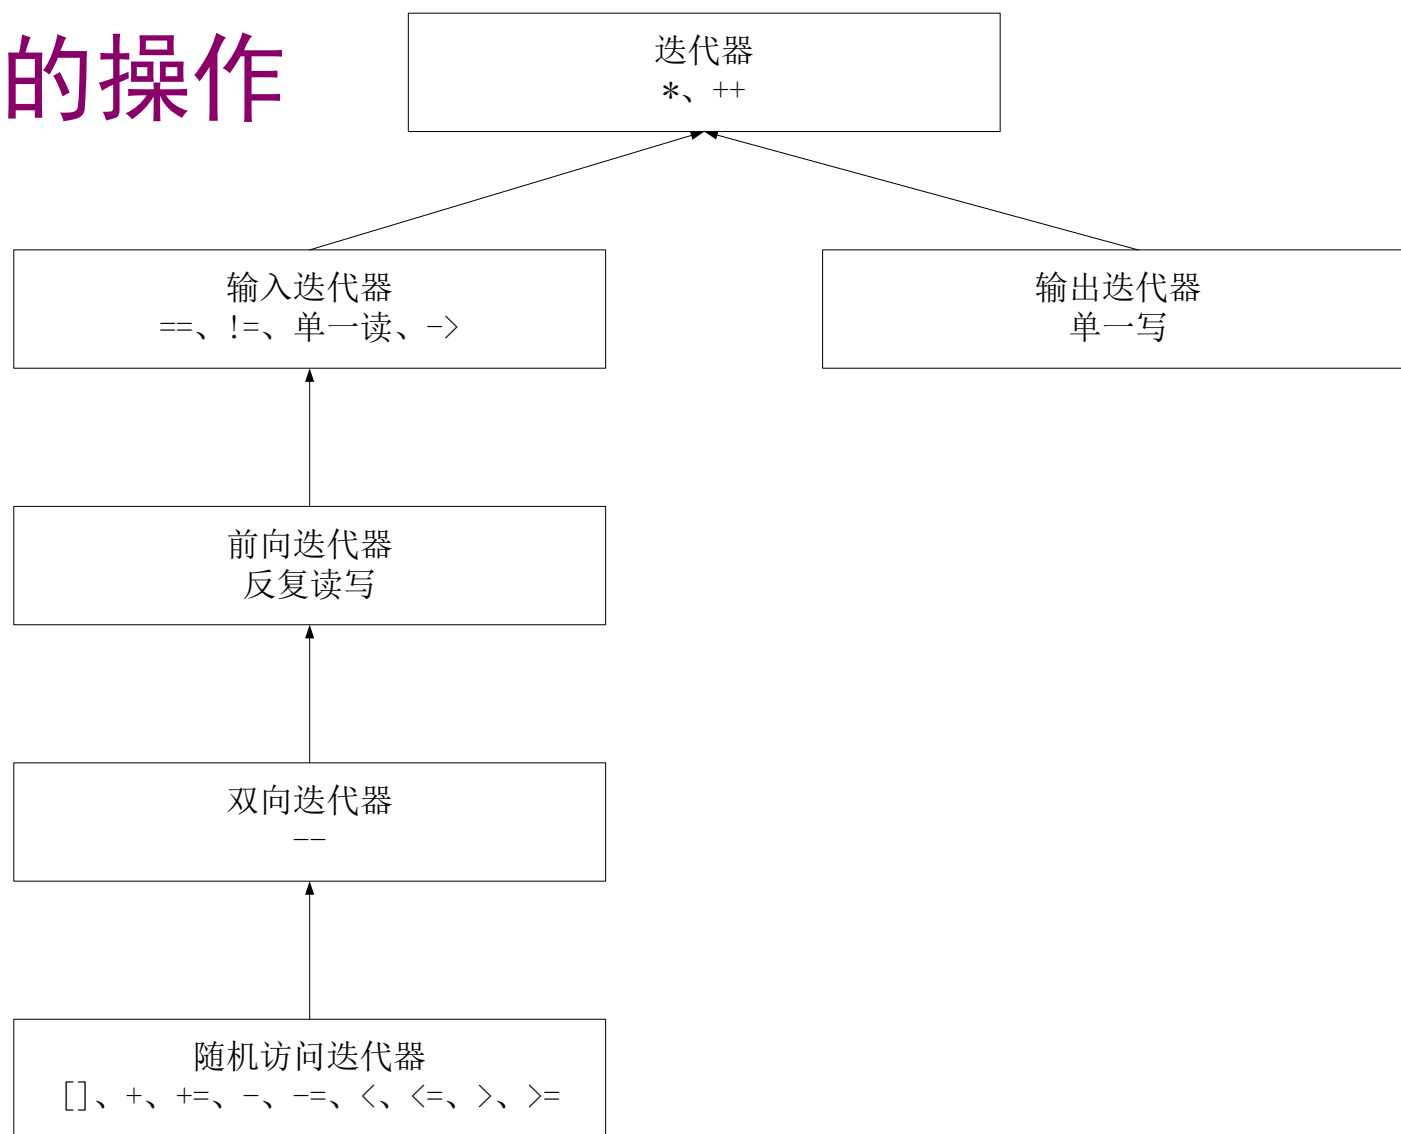 的操作
迭代器
*、++
输入迭代器
==、!=、单一读、->
输出迭代器
单一写
前向迭代器
反复读写
双向迭代器
--
随机访问迭代器
[]、+、+=、-、-=、<、<=、>、>=